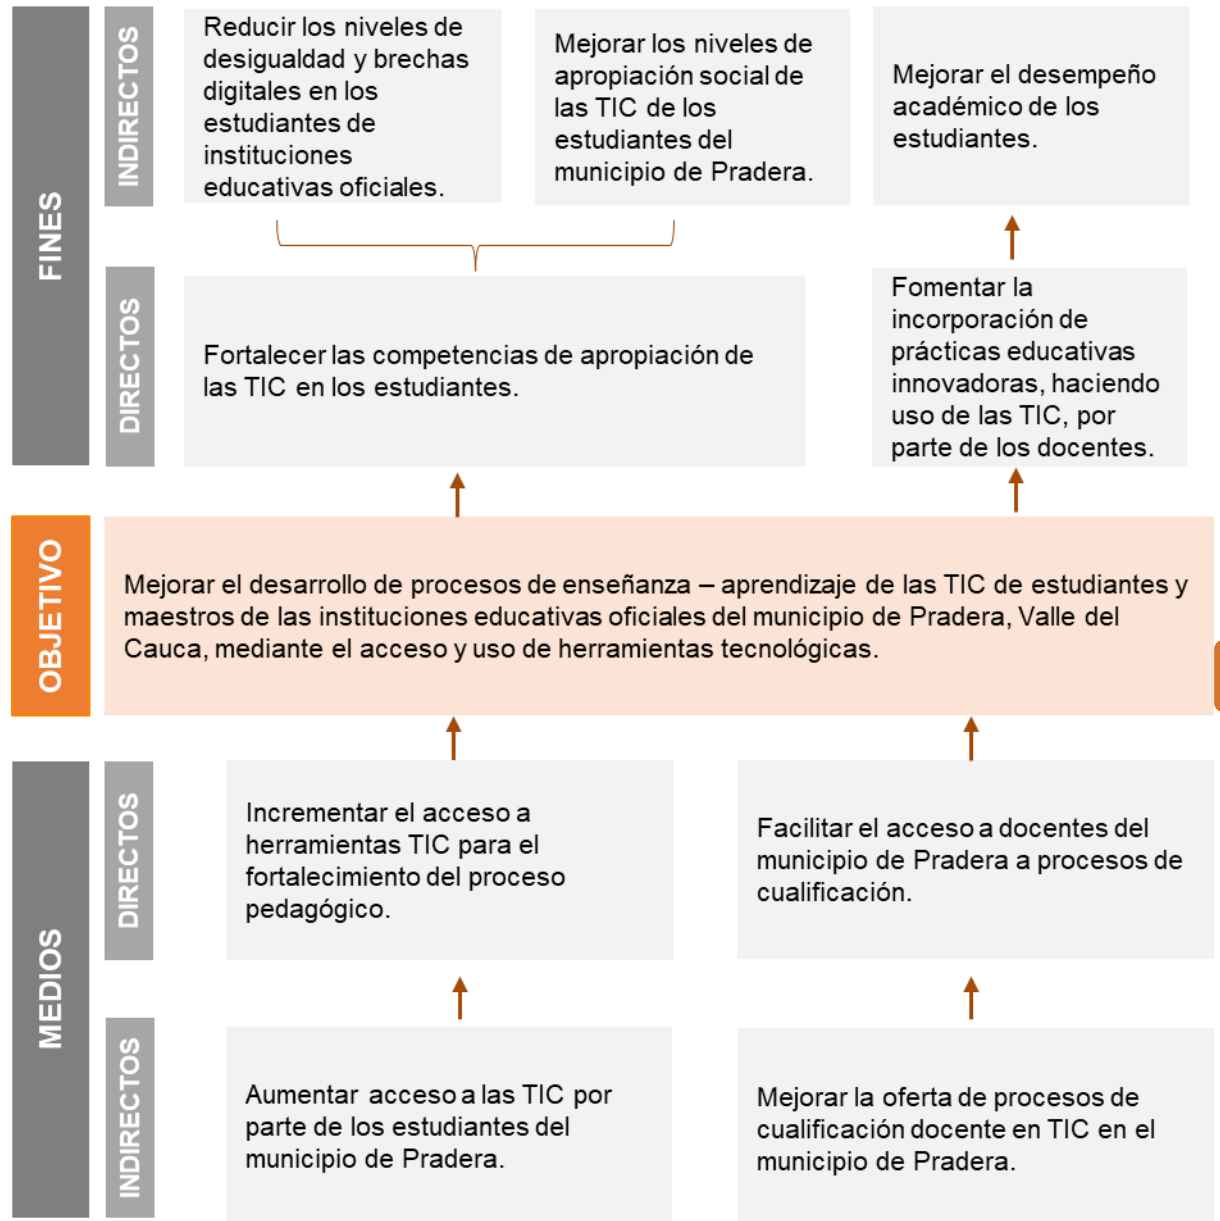 FINES
INDIRECTOS
Reducir los niveles de
desigualdad y brechas
digitales en los
estudiantes de
instituciones
educativas oficiales.
Mejorar los niveles de
apropiación social de
las TIC de los
estudiantes del
municipio de Pradera.
Mejorar el desempeño
académico de los
estudiantes.
DIRECTOS
Fortalecer las competencias de apropiación de
las TIC en los estudiantes.
Fomentar la
incorporación de
prácticas educativas
innovadoras, haciendo
uso de las TIC, por
parte de los docentes.
OBJETIVO
Mejorar el desarrollo de procesos de enseñanza – aprendizaje de las TIC de estudiantes y
maestros de las instituciones educativas oficiales del municipio de Pradera, Valle del
Cauca, mediante el acceso y uso de herramientas tecnológicas.
MEDIOS
DIRECTOS
Incrementar el acceso a
herramientas TIC para el
fortalecimiento del proceso
pedagógico.
Facilitar el acceso a docentes del
municipio de Pradera a procesos de
cualificación.
INDIRECTOS
Aumentar acceso a las TIC por
parte de los estudiantes del
municipio de Pradera.
Mejorar la oferta de procesos de
cualificación docente en TIC en el
municipio de Pradera.